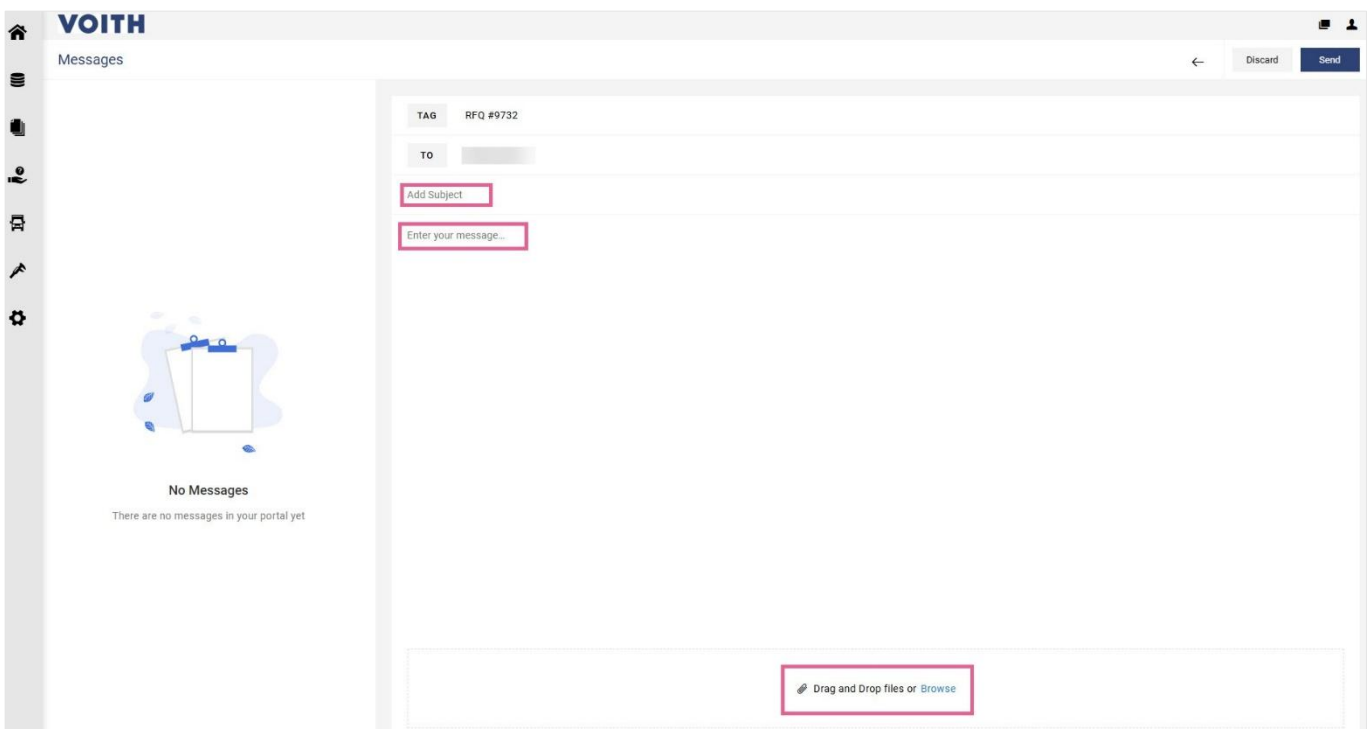 VOITH
Messages
Discard
Send
TAG RFQ #9732
TO
Add Subject
Enter your message...
No Messages
There are no messages in your portal yet
Drag and Drop files or Browse